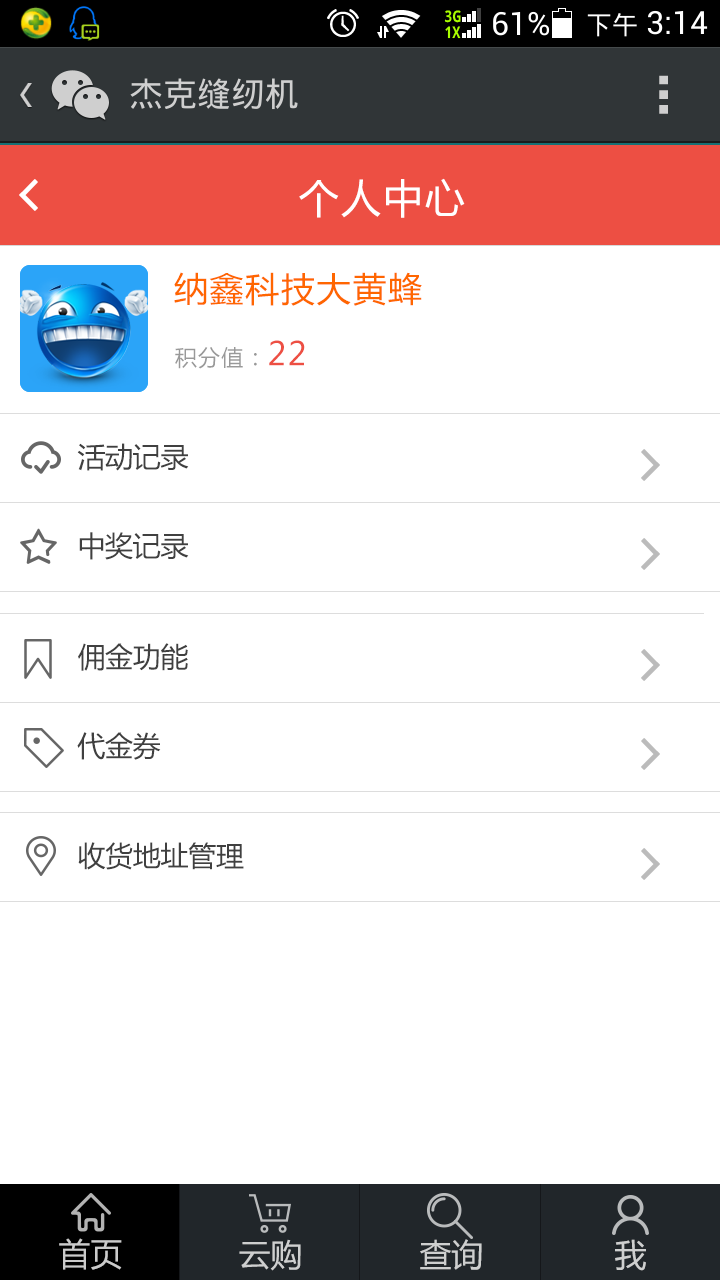 3G
1X
61%
下午 3:14
杰克缝纫机
个人中心
纳鑫科技大黄蜂
积分值：22
活动记录
中奖记录
佣金功能
代金券
收货地址管理
首页
云购
查询
我